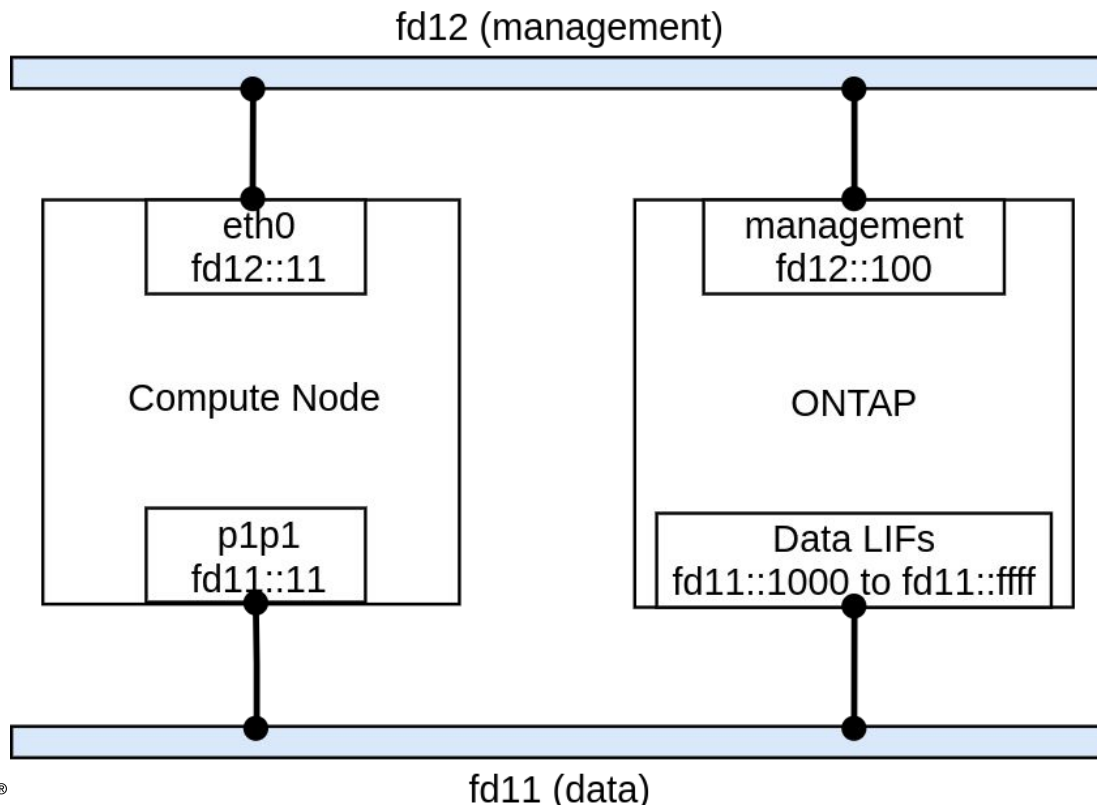 fd12 (management)
eth0
fd12::11
management
fd12::100
Compute Node
ONTAP
p1p1
fd11::11
Data LIFs
fd11::1000 to fd11::ffff
®
fd11 (data)